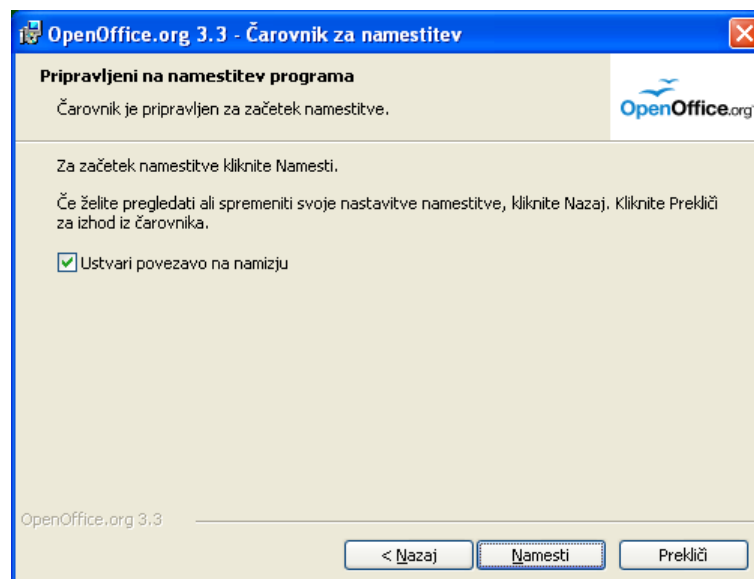 OpenOffice.org 3.3 - Čarovnik za namestitev
Pripravljeni na namestitev programa
Čarovnik je pripravljen za začetek namestitve.
OpenOffice.org
Za začetek namestitve kliknite Namesti.
Če želite pregledati ali spremeniti svoje nastavitve namestitve, kliknite Nazaj. Kliknite Prekliči
za izhod iz čarovnika.
Ustvari povezavo na namizju
OpenOffice.org 3.3
< Nazaj
Namesti
Prekliči